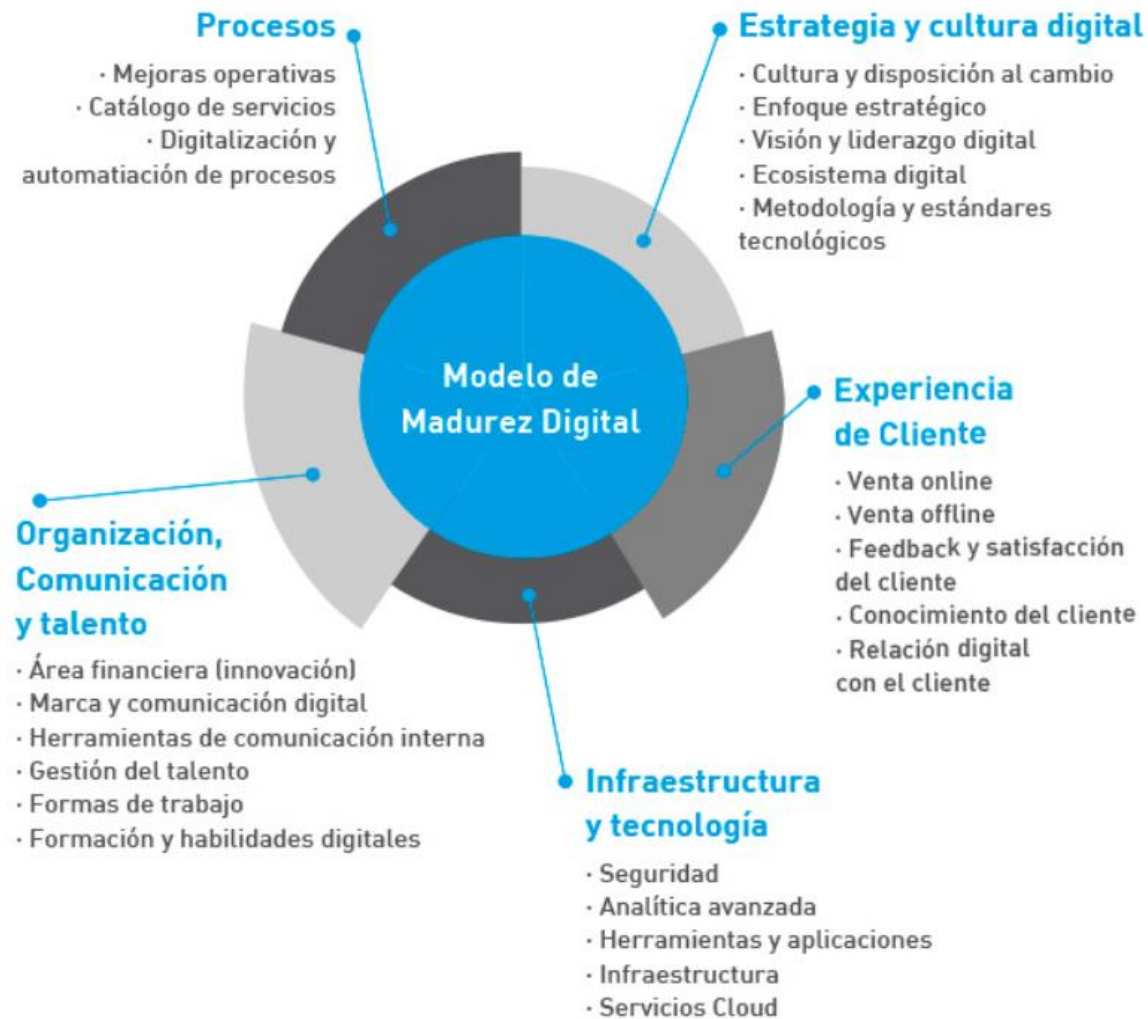 Procesos
· Mejoras operativas
· Catálogo de servicios
· Digitalización y
automatiación de procesos
Estrategia y cultura digital
· Cultura y disposición al cambio
· Enfoque estratégico
· Visión y liderazgo digital
· Ecosistema digital
· Metodología y estándares
tecnológicos
Modelo de
Madurez Digital
Experiencia
de Cliente
· Venta online
· Venta offline
· Feedback y satisfacción
del cliente
· Conocimiento del cliente
· Relación digital
con el cliente
Organización,
Comunicación
y talento
· Área financiera (innovación)
· Marca y comunicación digital
· Herramientas de comunicación interna
· Gestión del talento
· Formas de trabajo
· Formación y habilidades digitales
Infraestructura
y tecnología
· Seguridad
· Analítica avanzada
· Herramientas y aplicaciones
· Infraestructura
· Servicios Cloud